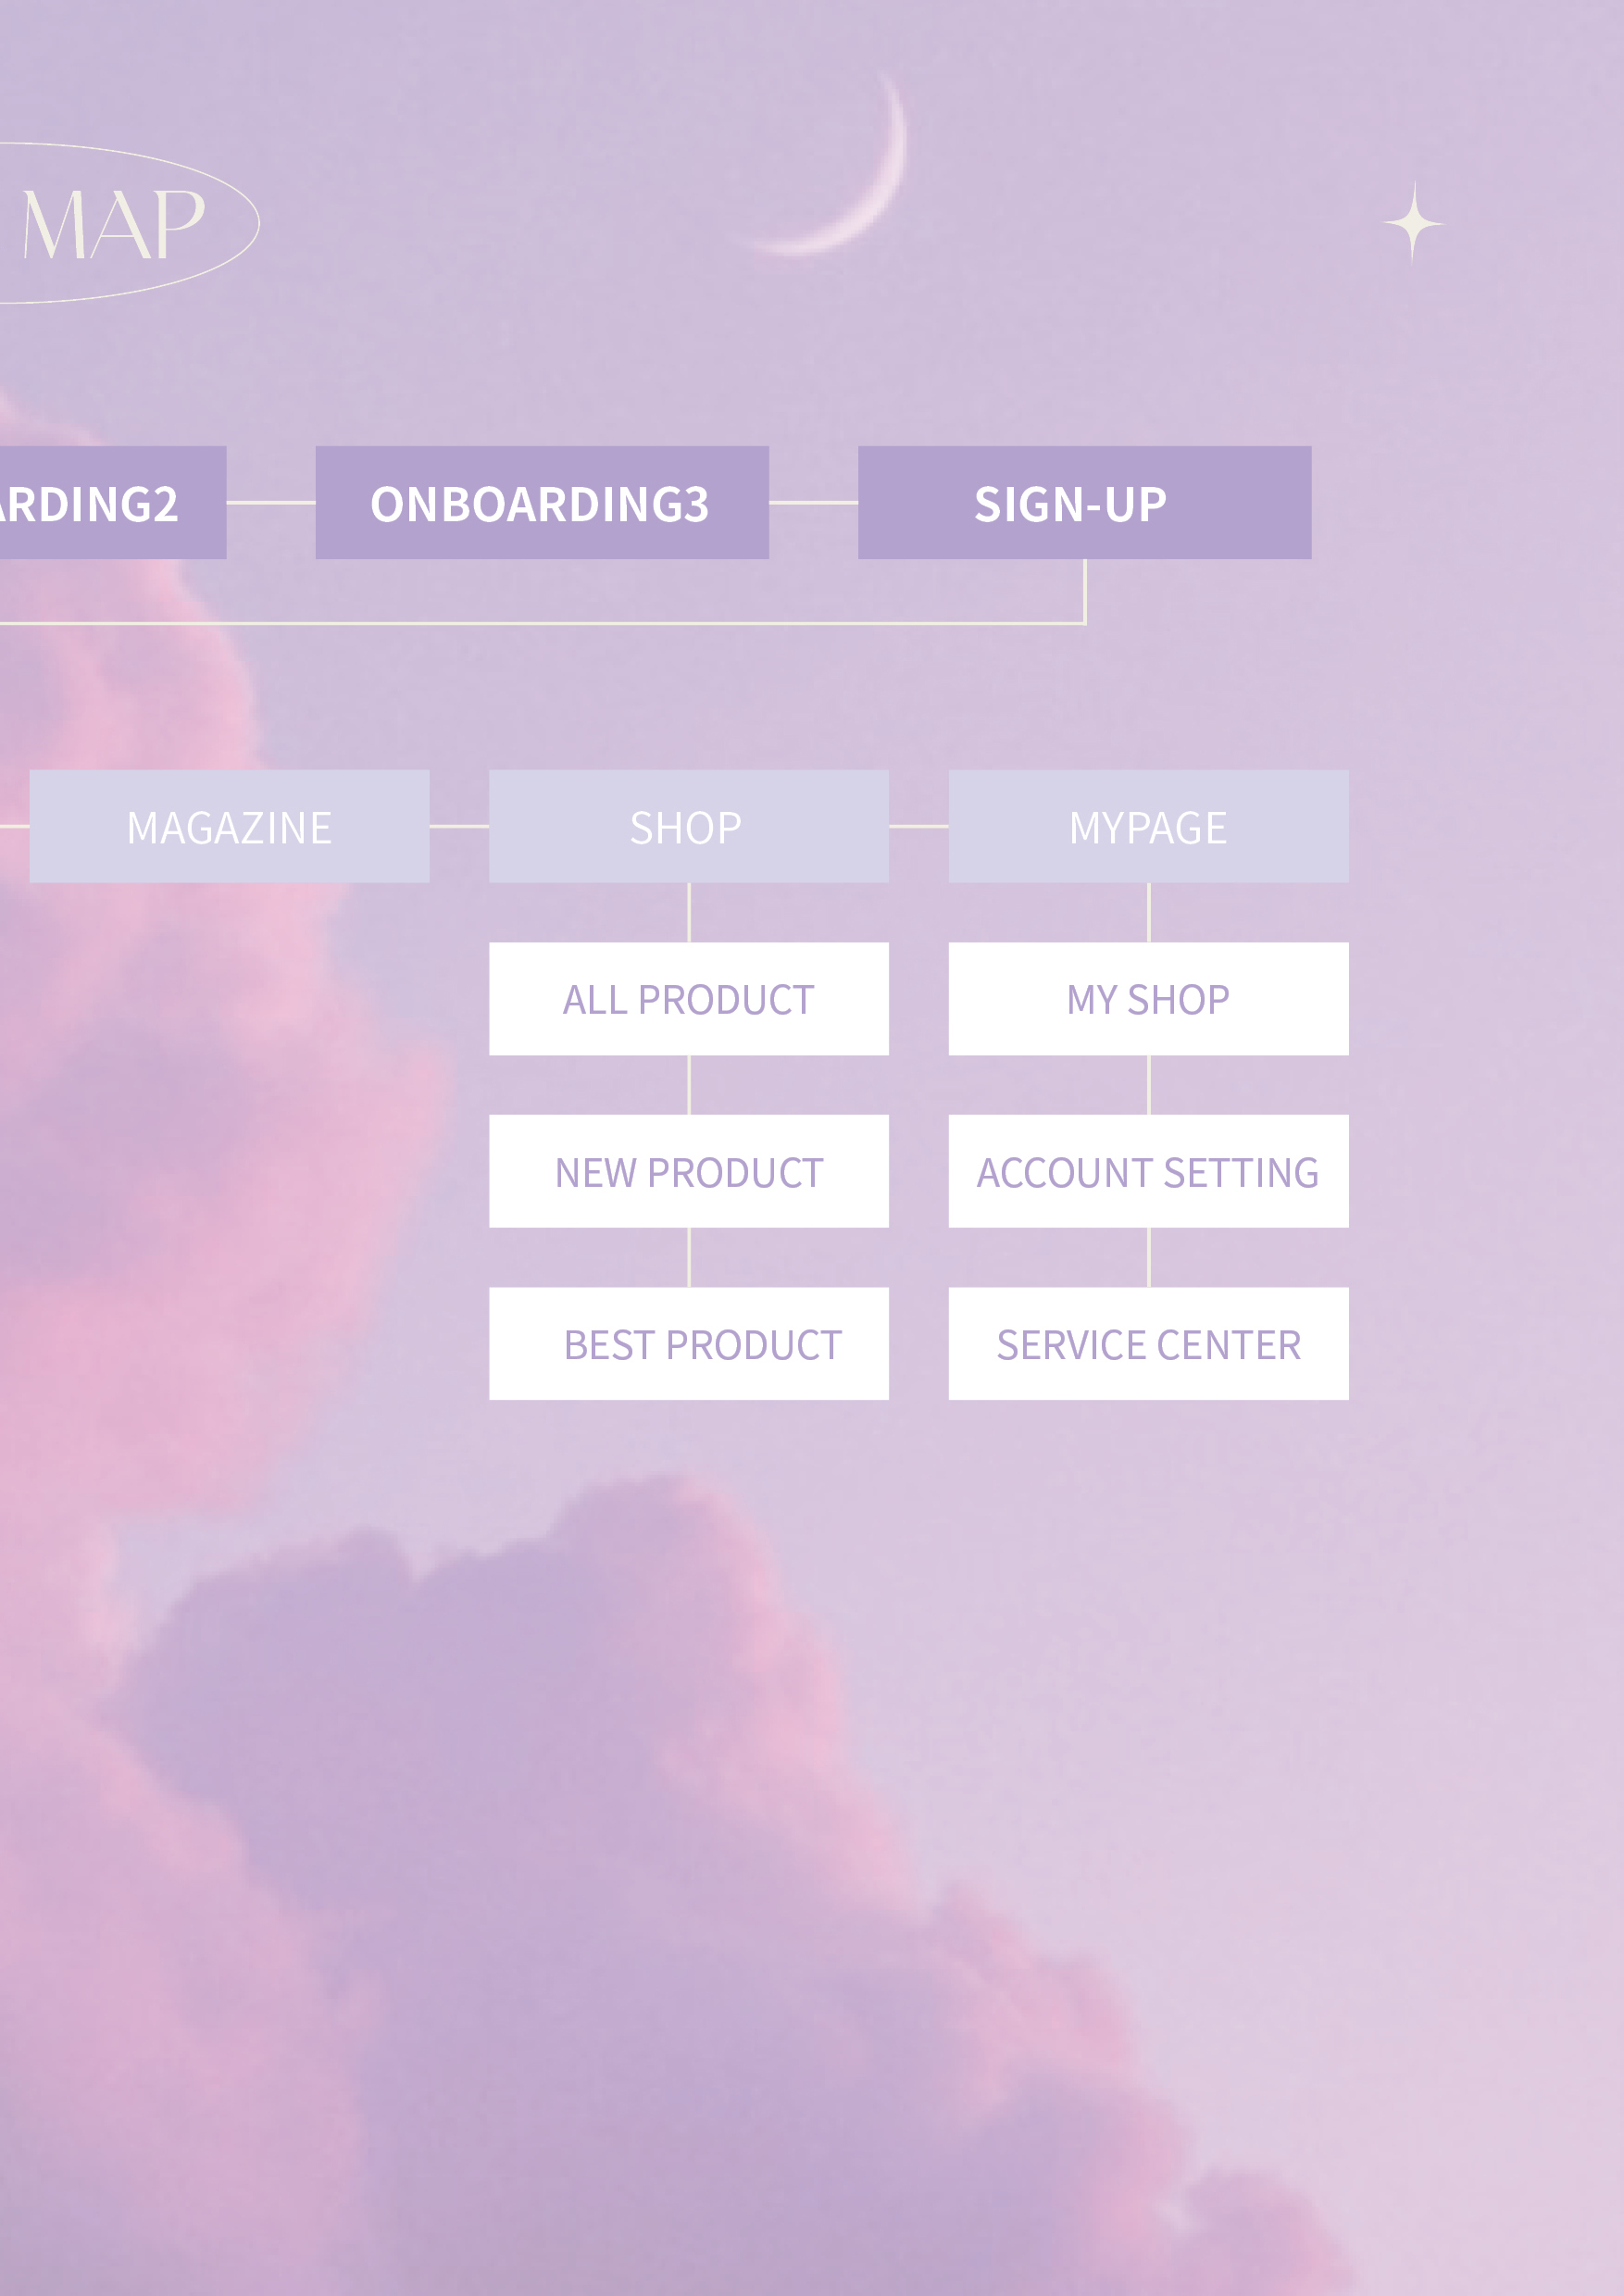 MAP
ARDING2
ONBOARDING3
SIGN-UP
MAGAZINE
SHOP
MYPAGE
ALL PRODUCT
MY SHOP
NEW PRODUCT
ACCOUNT SETTING
BEST PRODUCT
SERVICE CENTER